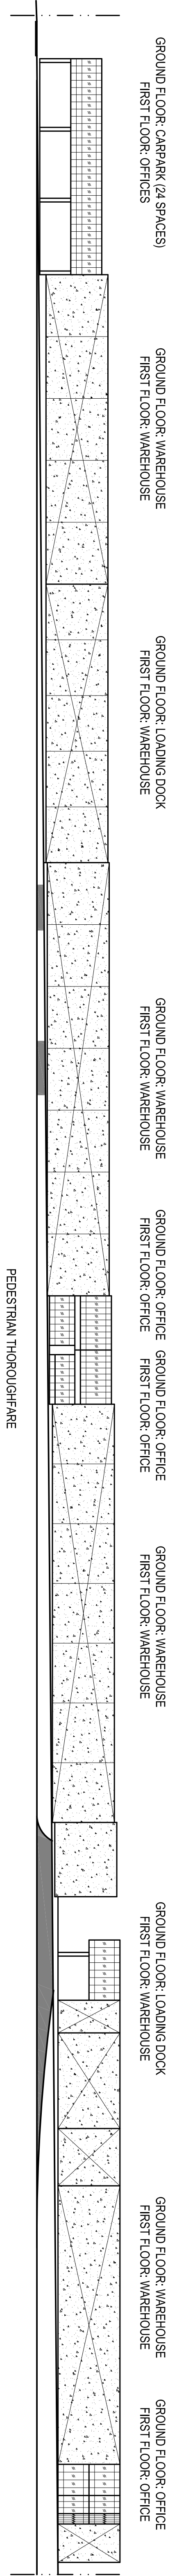 GROUND FLOOR: CARPARK (24 SPACES)
FIRST FLOOR: OFFICES
GROUND FLOOR: WAREHOUSE
FIRST FLOOR: WAREHOUSE
GROUND FLOOR: LOADING DOCK
FIRST FLOOR: WAREHOUSE
GROUND FLOOR: WAREHOUSE
FIRST FLOOR: WAREHOUSE
GROUND FLOOR: OFFICE
FIRST FLOOR: OFFICE
GROUND FLOOR: OFFICE
FIRST FLOOR: OFFICE
GROUND FLOOR: WAREHOUSE
FIRST FLOOR: WAREHOUSE
GROUND FLOOR: LOADING DOCK
FIRST FLOOR: WAREHOUSE
GROUND FLOOR: WAREHOUSE
FIRST FLOOR: WAREHOUSE
GROUND FLOOR: OFFICE
FIRST FLOOR: OFFICE
PEDESTRIAN THOROUGHFARE